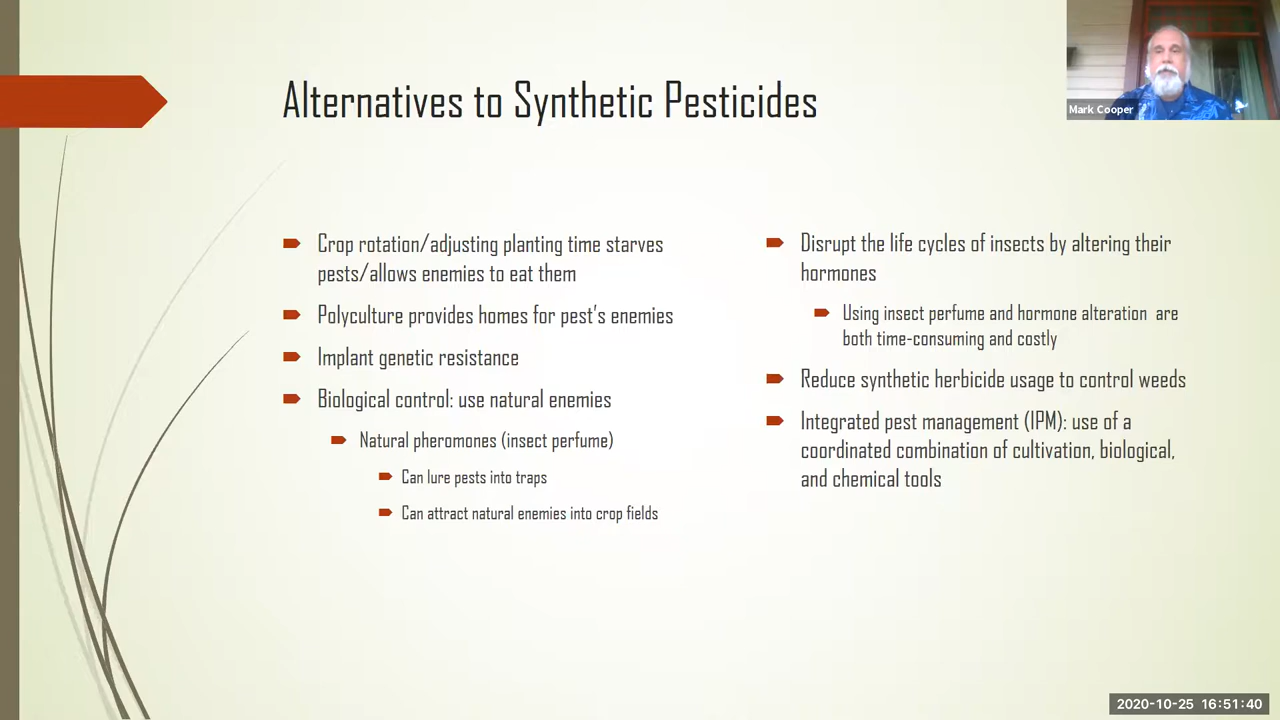 Alternatives to Synthetic Pesticides
Mark Cooper
Crop rotation/adjusting planting time starves
pests/allows enemies to eat them
Polyculture provides homes for pest's enemies
Implant genetic resistance
Biological control: use natural enemies
Natural pheromones (insect perfume)
Can lure pests into traps
Can attract natural enemies into crop fields
Disrupt the life cycles of insects by altering their
hormones
Using insect perfume and hormone alteration are
both time-consuming and costly
Reduce synthetic herbicide usage to control weeds
Integrated pest management (IPM): use of a
coordinated combination of cultivation, biological,
and chemical tools
2020-10-25 16:51:40